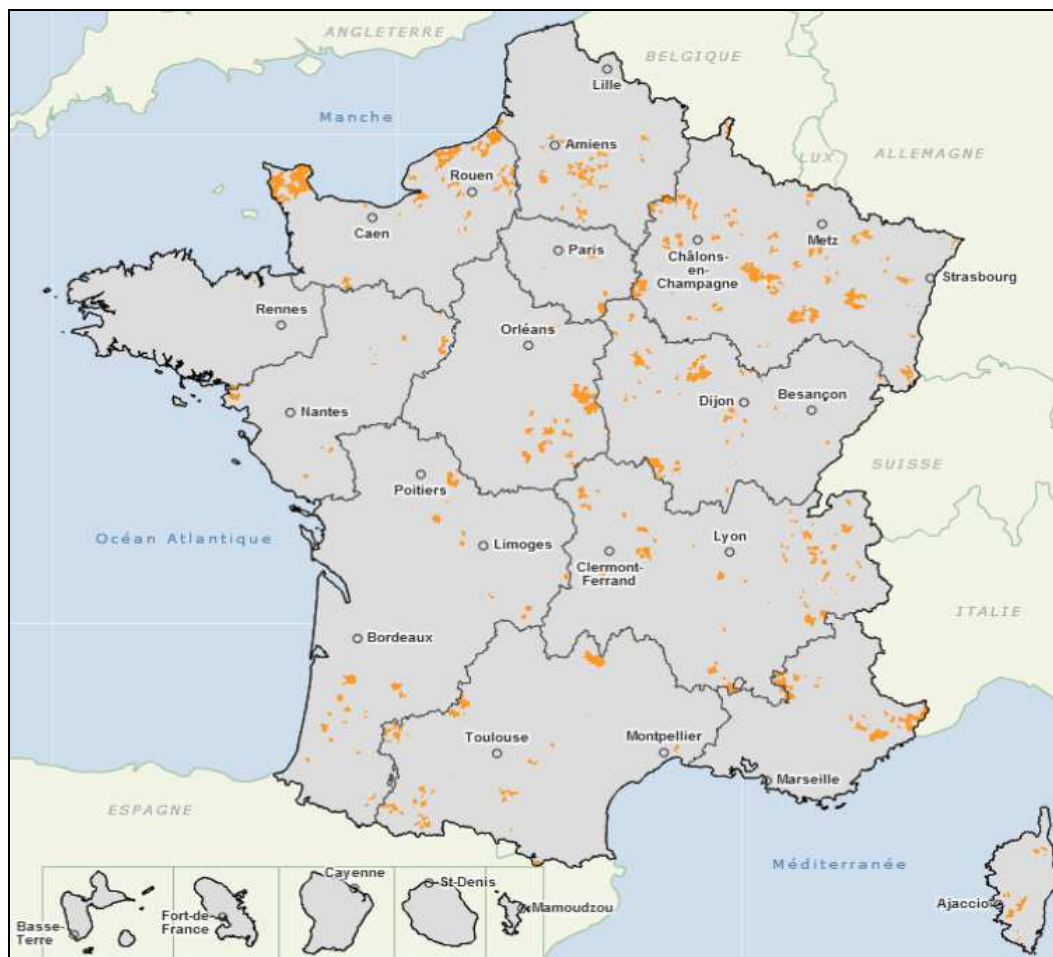 ANGLETERRE
BELGIQUE
Lille
Manche
Amiens
LUX.
ALLEMAGNE
Rouen
Caen
Paris
Châlons-
en-
Champagne
Metz
Strasbourg
Rennes
Orléans
Nantes
Dijon
Besançon
SUISSE
Poitiers
Océan Atlantique
Limoges
Clermont-
Ferrand
Lyon
ITALIE
Bordeaux
Toulouse
Montpellier
Marseille
ESPAGNE
Méditerranée
Cayenne
St-Denis
Ajaccio
Mamoudzou
Basse-
Terre
Fort-de-
France